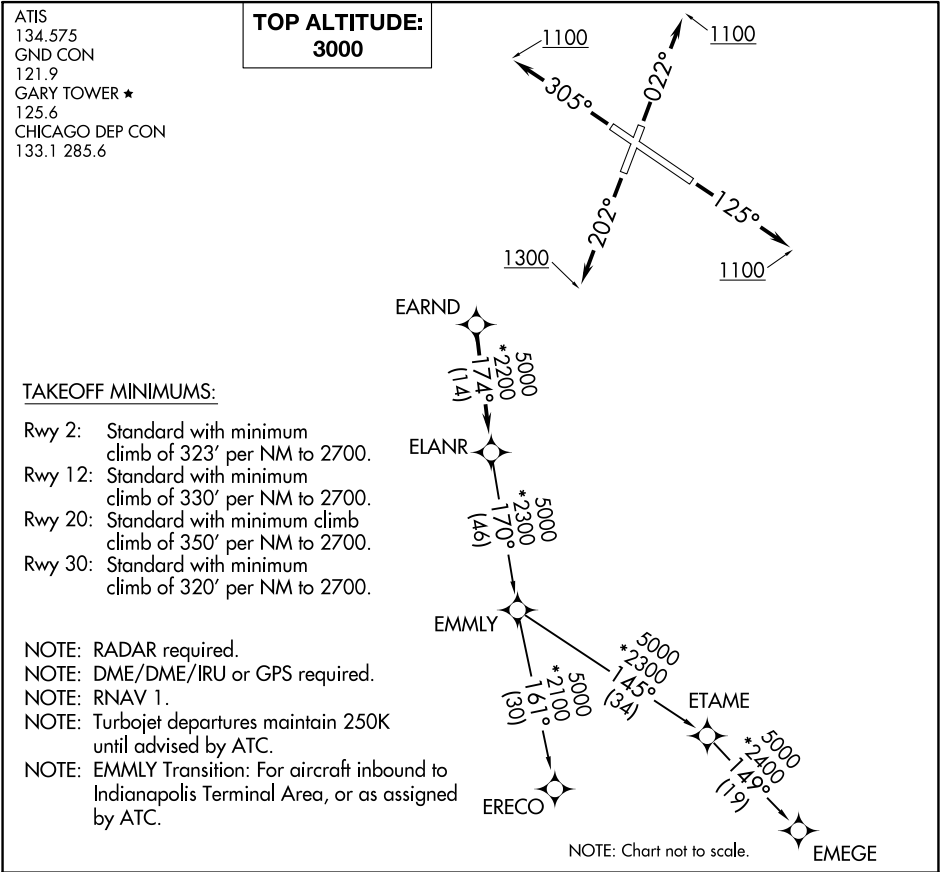 ATIS
134.575
GND CON
121.9
GARY TOWER ★
125.6
CHICAGO DEP CON
133.1 285.6
TOP ALTITUDE:
3000
1100
1100
305°
022°
202°
125°
1300
1100
EARND
5000
*2200
174°
(14)
ELANR
5000
*2300
170°
(46)
EMMLY
5000
*2100
161°
(30)
ERECO
5000
*2300
145°
(34)
ETAME
5000
*2400
149°
(19)
EMEGE
TAKEOFF MINIMUMS:
Rwy 2: Standard with minimum
climb of 323' per NM to 2700.
Rwy 12: Standard with minimum
climb of 330' per NM to 2700.
Rwy 20: Standard with minimum climb
climb of 350' per NM to 2700.
Rwy 30: Standard with minimum
climb of 320' per NM to 2700.
NOTE: RADAR required.
NOTE: DME/DME/IRU or GPS required.
NOTE: RNAV 1.
NOTE: Turbojet departures maintain 250K
until advised by ATC.
NOTE: EMMLY Transition: For aircraft inbound to
Indianapolis Terminal Area, or as assigned
by ATC.
NOTE: Chart not to scale.